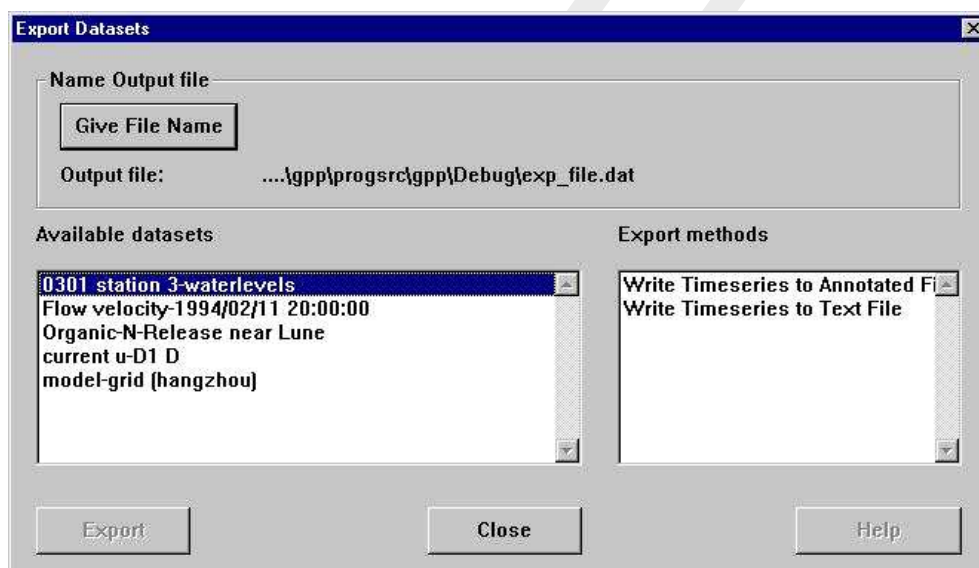 Export Datasets
Name Output file
Give File Name
Output file: ....\gpp\progsrc\gpp\Debug\exp_file.dat
Available datasets
0301 station 3-waterlevels
Flow velocity-1994/02/11 20:00:00
Organic-N-Release near Lune
current u-D1 D
model-grid (hangzhou)
Export methods
Write Timeseries to Annotated Fi
Write Timeseries to Text File
Export
Close
Help